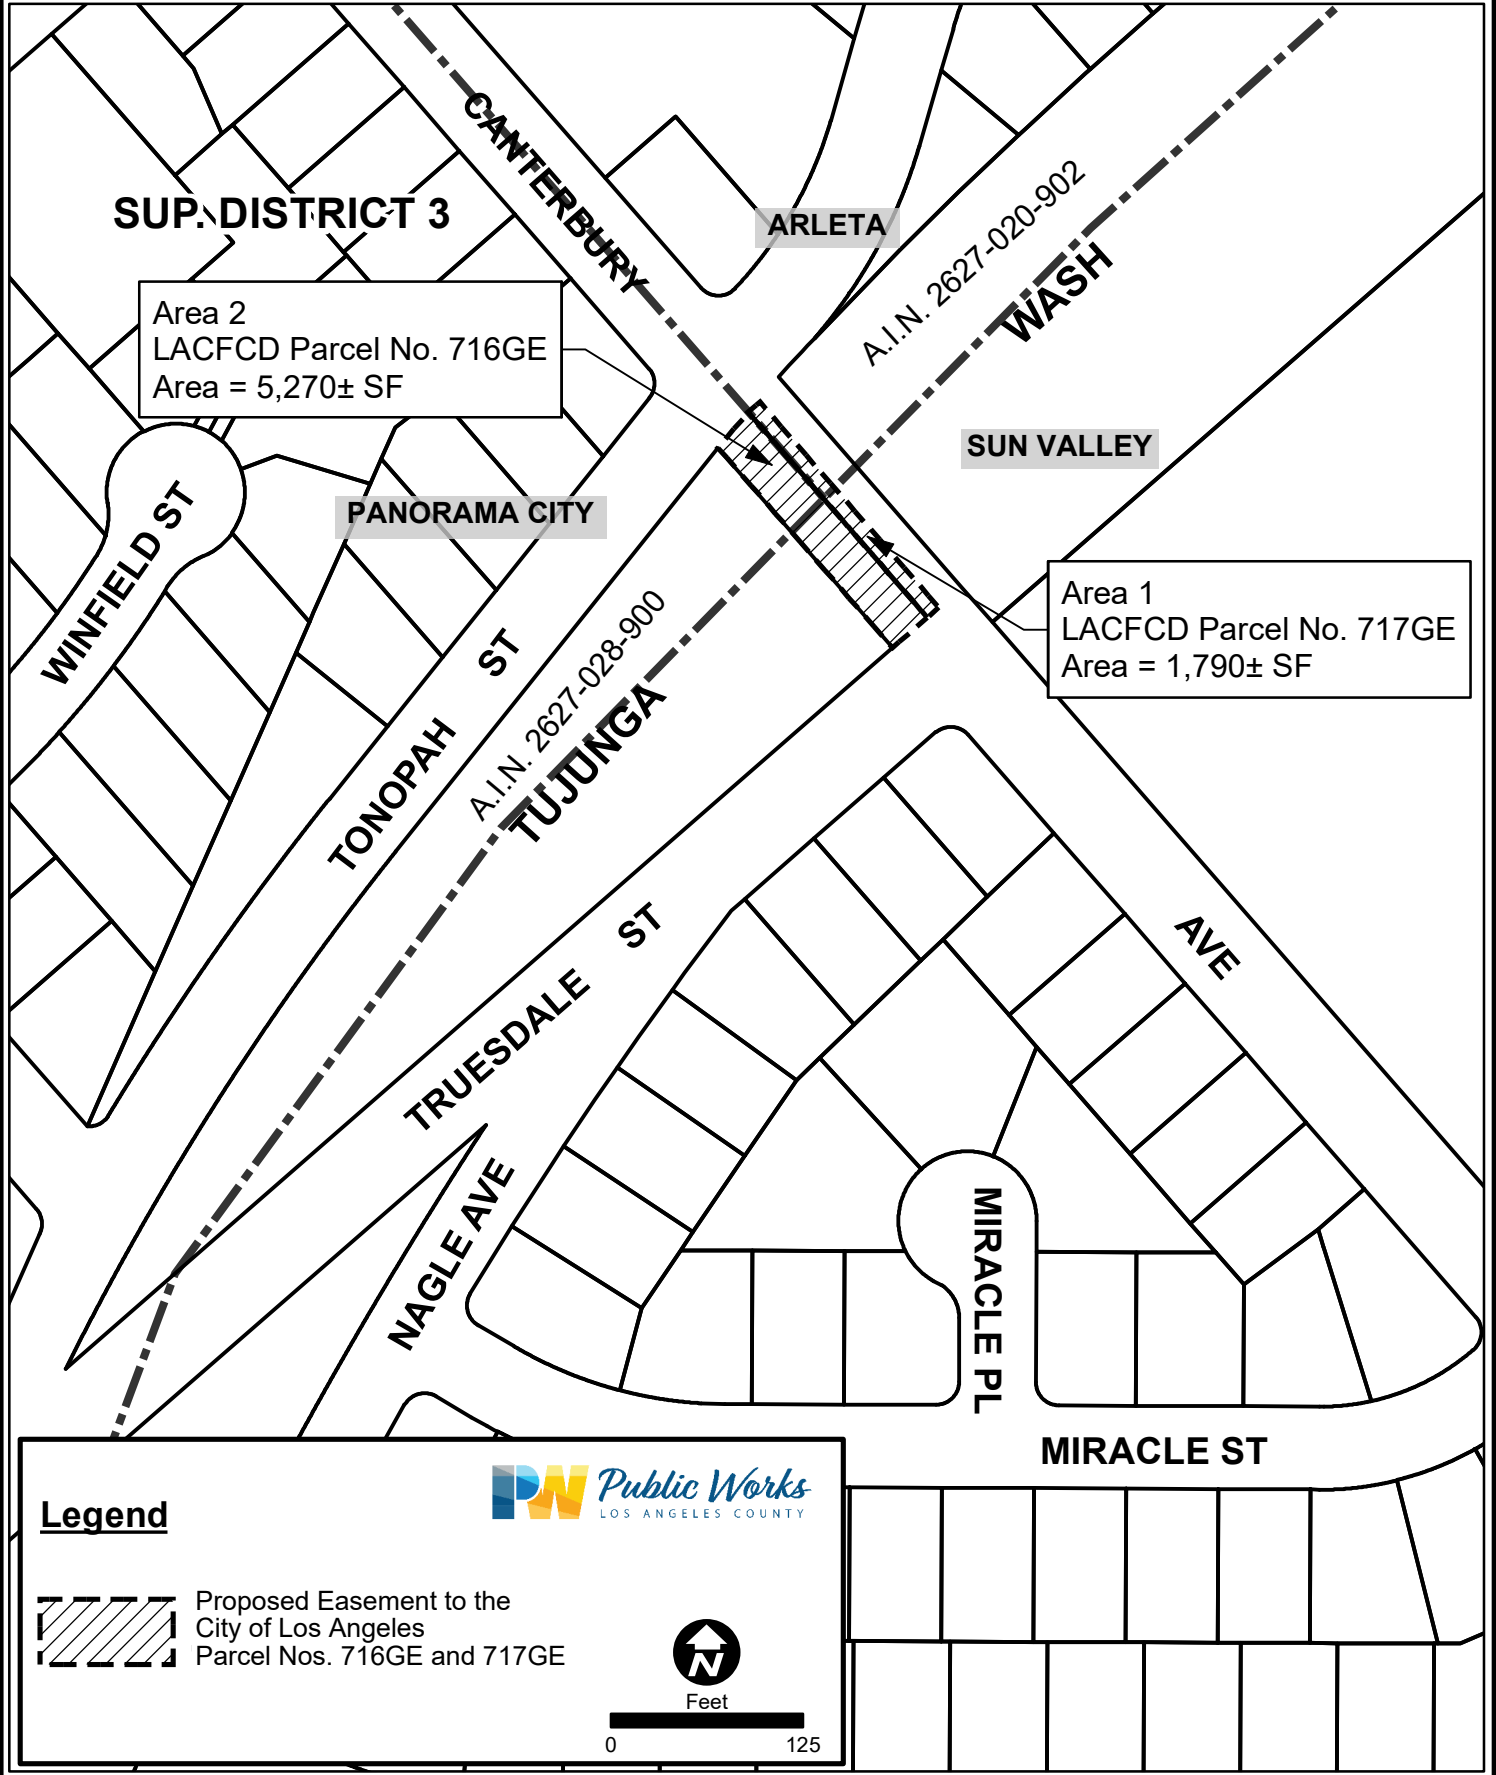 CANTERBURY
SUP. DISTRICT 3
ARLETA
A.I.N. 2627-020-902
WASH
Area 2
LACFCD Parcel No. 716GE
Area = 5,270± SF
SUN VALLEY
PANORAMA CITY
WINFIELD ST
Area 1
LACFCD Parcel No. 717GE
Area = 1,790± SF
TONOPAH ST
A.I.N. 2627-028-900
TUJUNGA
AVE
TRUESDALE ST
NAGLE AVE
MIRACLE PL
MIRACLE ST
Legend
PW Public Works
LOS ANGELES COUNTY
Proposed Easement to the
City of Los Angeles
Parcel Nos. 716GE and 717GE
N
Feet
0 125